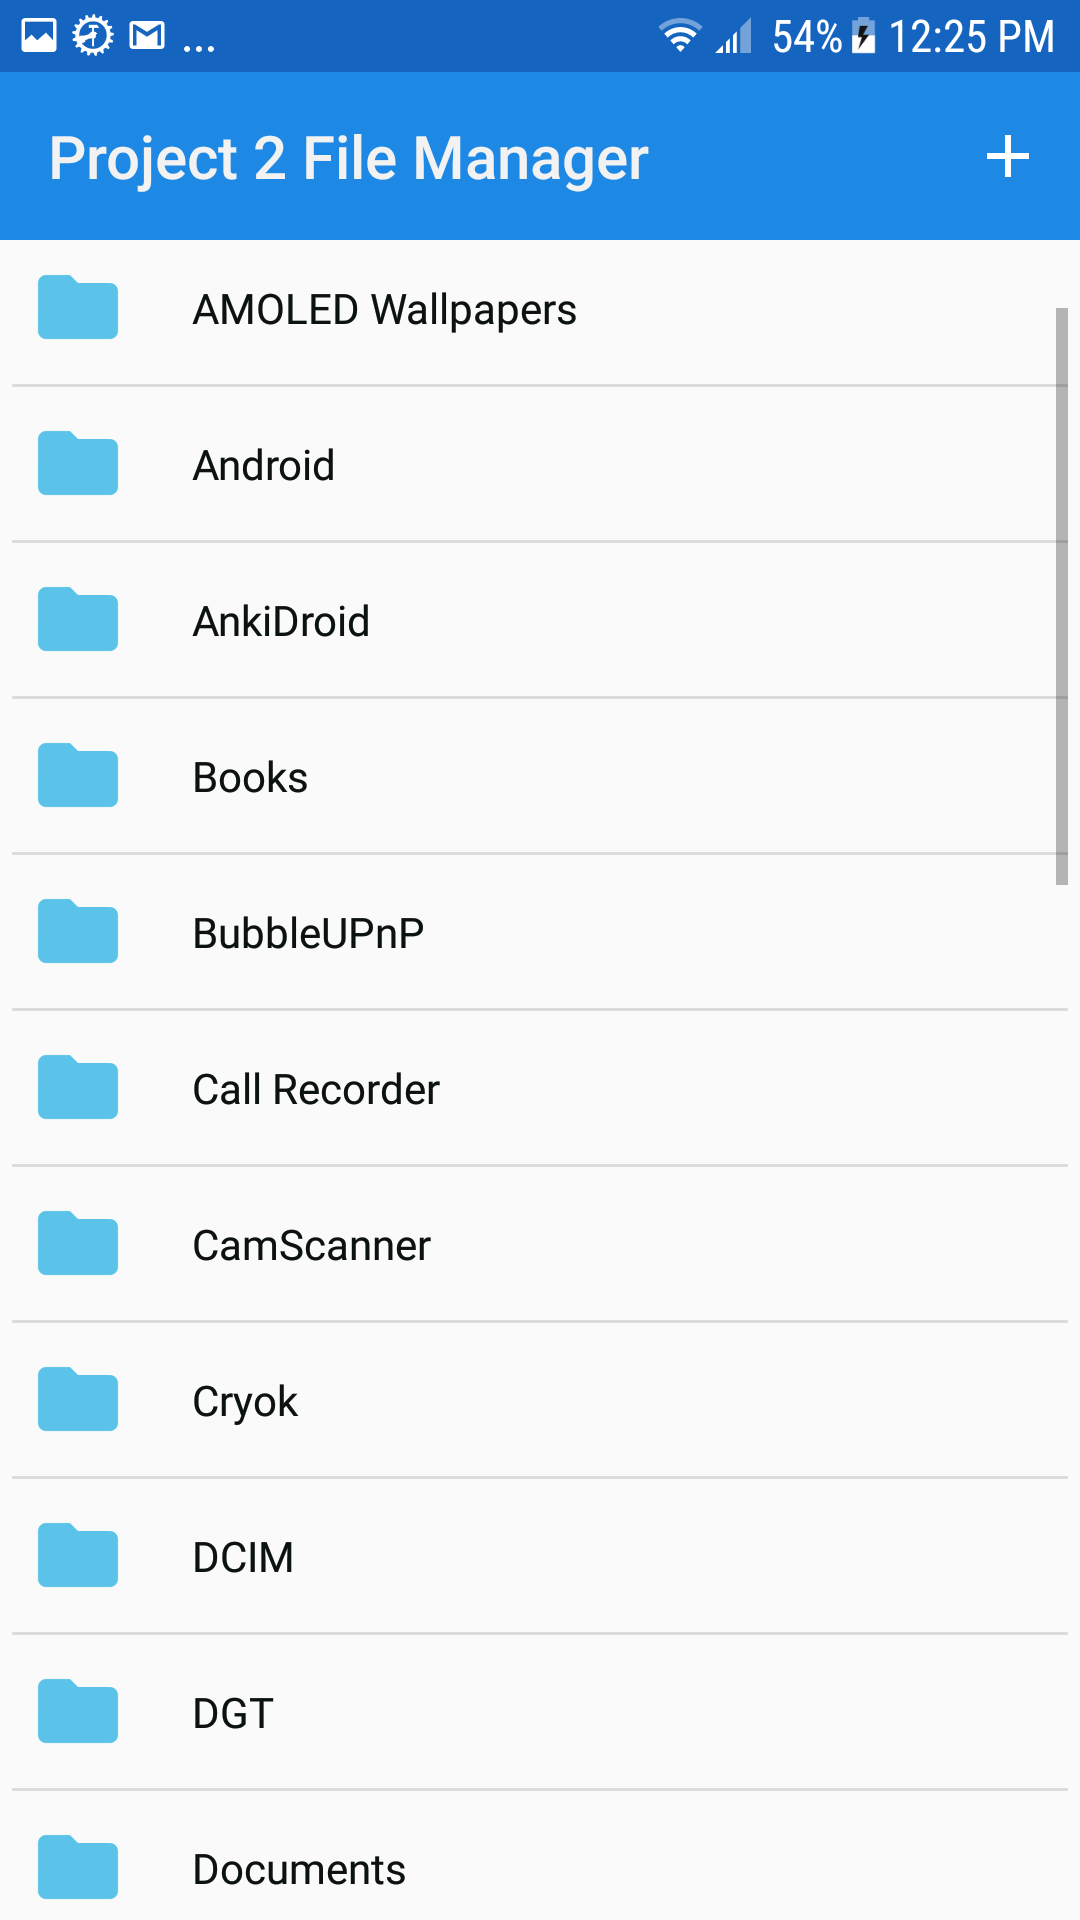 ... 54% 12:25 PM
Project 2 File Manager +
AMOLED Wallpapers
Android
AnkiDroid
Books
BubbleUPnP
Call Recorder
CamScanner
Cryok
DCIM
DGT
Documents